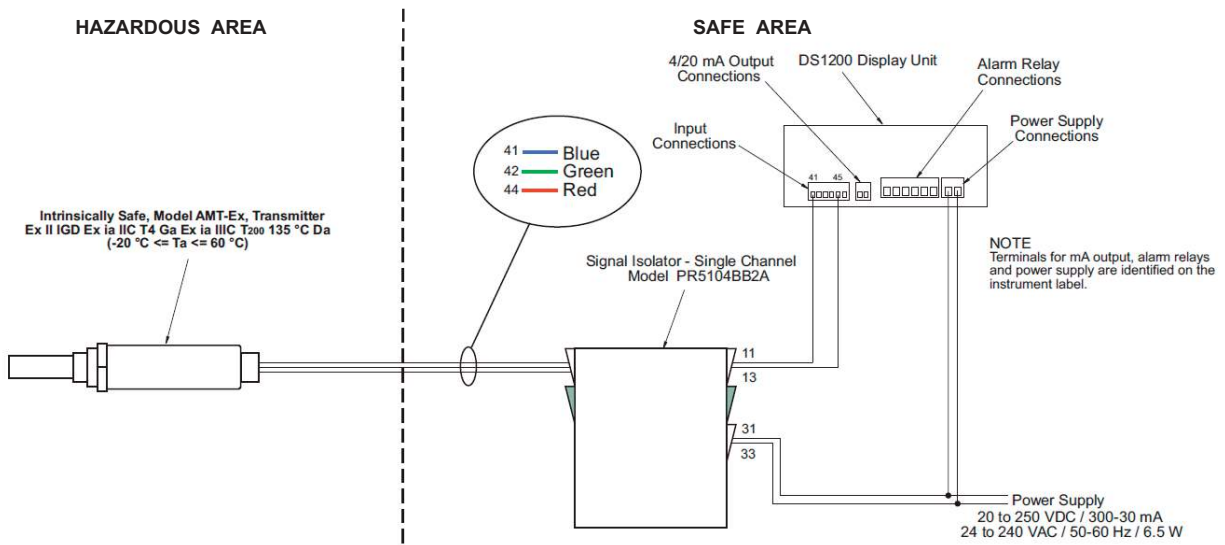 HAZARDOUS AREA
SAFE AREA
4/20 mA Output
Connections
DS1200 Display Unit
Alarm Relay
Connections
Input
Connections
Power Supply
Connections
41 45
41 Blue
42 Green
44 Red
Intrinsically Safe, Model AMT-Ex, Transmitter
Ex II IGD Ex ia IIC T4 Ga Ex ia IIIC T200 135 °C Da
(-20 °C <= Ta <= 60 °C)
NOTE
Terminals for mA output, alarm relays
and power supply are identified on the
instrument label.
Signal Isolator - Single Channel
Model PR5104BB2A
11
13
31
33
Power Supply
20 to 250 VDC / 300-30 mA
24 to 240 VAC / 50-60 Hz / 6.5 W